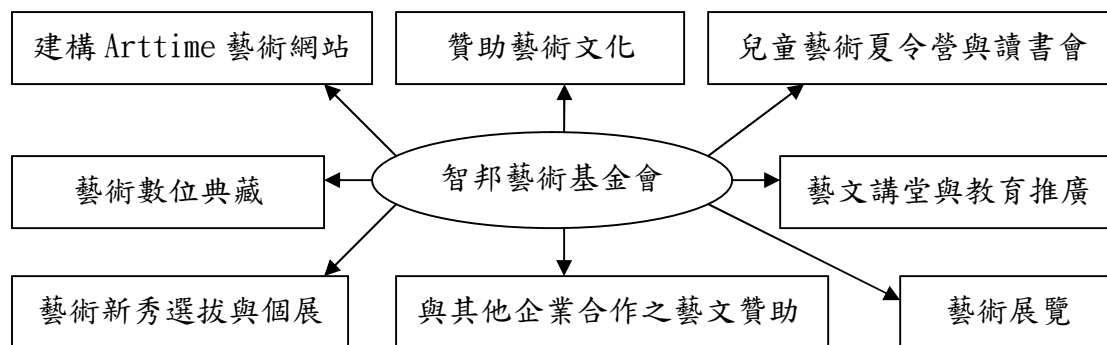 建構 Arttime 藝術網站
贊助藝術文化
兒童藝術夏令營與讀書會
藝術數位典藏
智邦藝術基金會
藝文講堂與教育推廣
藝術新秀選拔與個展
與其他企業合作之藝文贊助
藝術展覽